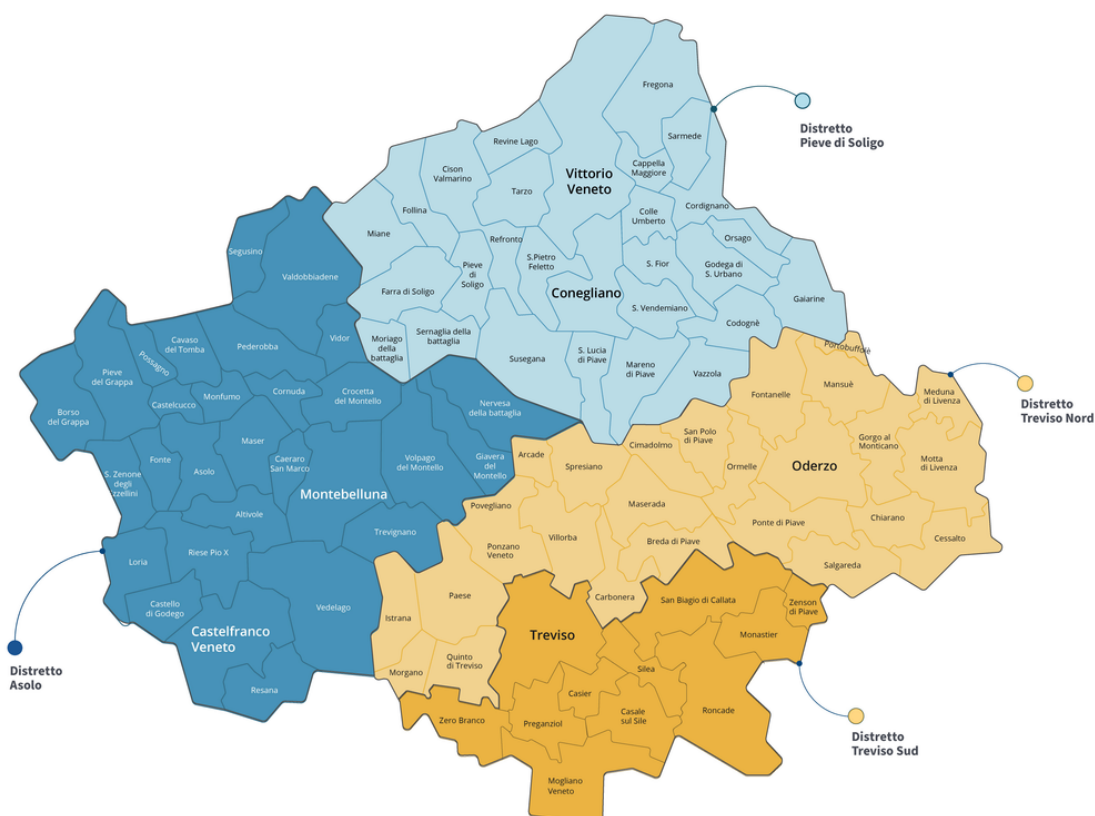 Fregona
Distretto
Pieve di Soligo
Sarmede
Revine Lago
Cappella
Maggiore
Vittorio
Veneto
Cison
Valmarino
Tarzo
Follina
Colle
Umberto
Cordignano
Miane
Refronto
Orsago
Segusino
Valdobbiadene
S.Pietro
Feletto
S. Fior
Godega di
S. Urbano
Pieve
di
Soligo
Farra di Soligo
Conegliano
Gaiarine
S. Vendemiano
Codognè
Moriago
della
battaglia
Sernaglia della
battaglia
Vidor
Cavaso
del Tomba
Pederobba
Possagno
Susegana
S. Lucia
di Piave
Mareno
di Piave
Vazzola
Portobuffolè
Pieve
del Grappa
Mansuè
Fontanelle
Meduna
di Livenza
Distretto
Treviso Nord
Castelcucco
Monfumo
Cornuda
Crocetta
del Montello
Nervesa
della battaglia
Borso
del Grappa
Maser
San Polo
di Piave
Cimadolmo
Gorgo al
Monticano
Arcade
Spresiano
Ormelle
Oderzo
Motta
di Livenza
Fonte
Asolo
Caeraro
San Marco
Volpago
del Montello
Giavera
del
Montello
S. Zenone
degli
zzellini
Montebelluna
Altivole
Povegliano
Maserada
Trevignano
Ponte di Piave
Chiarano
Cessalto
Villorba
Breda di Piave
Ponzano
Veneto
Loria
Riese Pio X
Salgareda
Castello
di Godego
Vedelago
Paese
Istrana
Carbonera
San Biagio di Callata
Zenson
di Piave
Castelfranco
Veneto
Treviso
Monastier
Distretto
Asolo
Quinto
di Treviso
Morgano
Silea
Resana
Casier
Zero Branco
Preganziol
Casale
sul Sile
Roncade
Distretto
Treviso Sud
Mogliano
Veneto